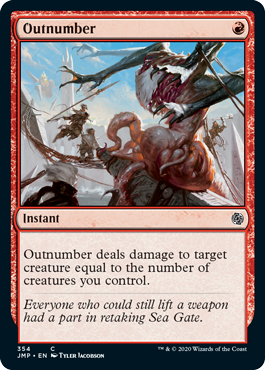 Outnumber
Instant
Outnumber deals damage to target
creature equal to the number of
creatures you control.
Everyone who could still lift a weapon
had a part in retaking Sea Gate.
354 C
JMP • EN Tyler Jacobson
™ & © 2020 Wizards of the Coast